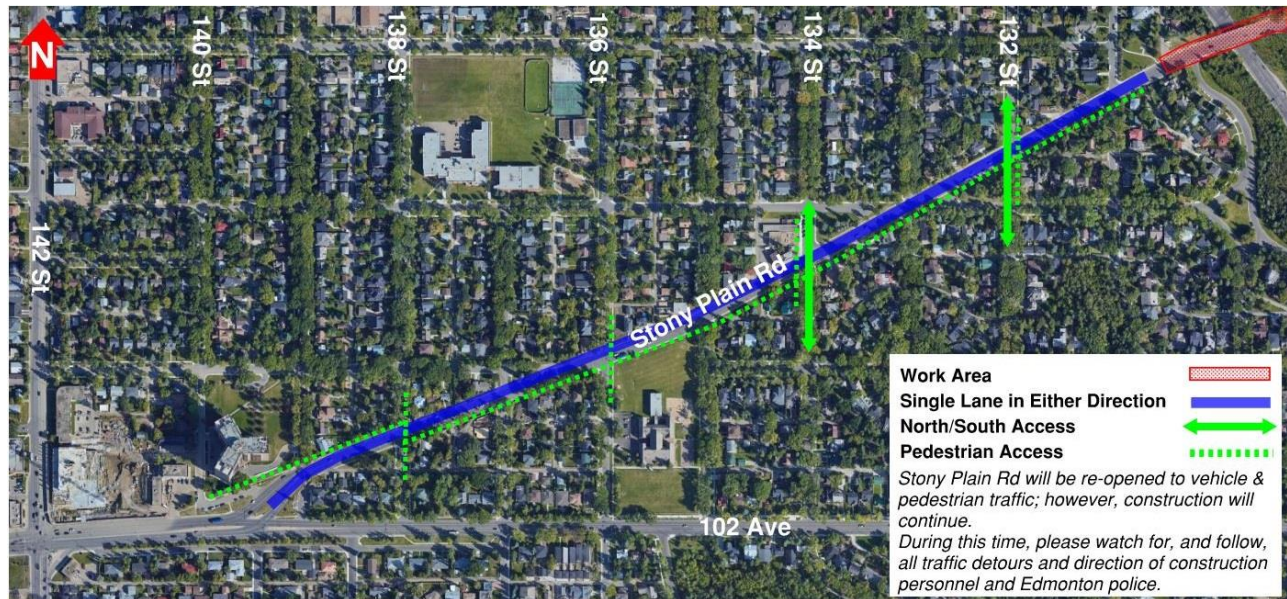 N
140 St
138 St
136 St
134 St
132 St
142 St
Stony Plain Rd
102 Ave
Work Area
Single Lane in Either Direction
North/South Access
Pedestrian Access
Stony Plain Rd will be re-opened to vehicle &
pedestrian traffic; however, construction will
continue.
During this time, please watch for, and follow,
all traffic detours and direction of construction
personnel and Edmonton police.